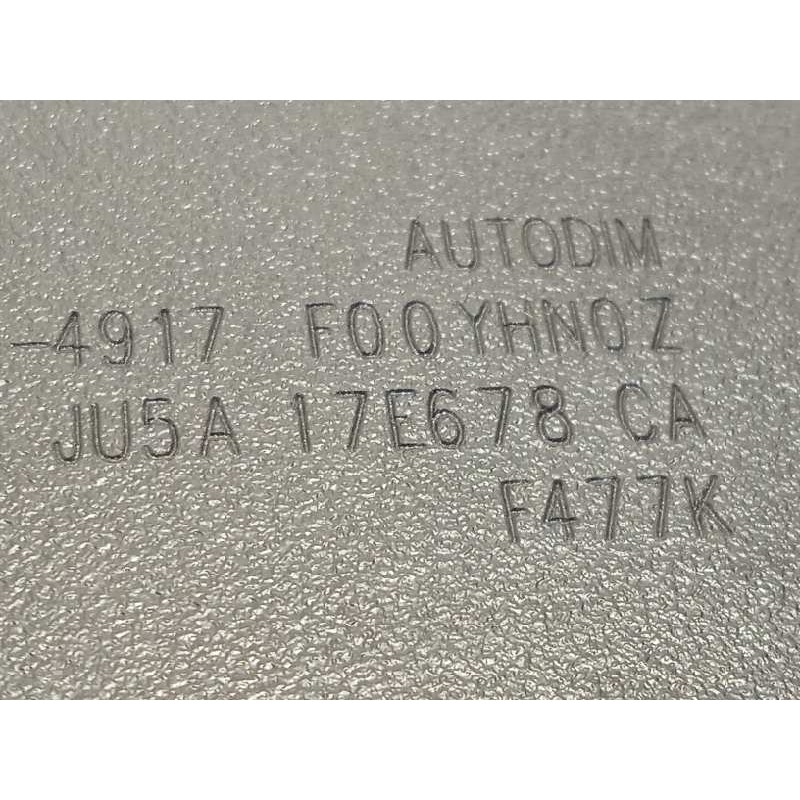 AUTODIM
-4917 F00YHN0Z
JU5A 17E678 CA
F477K